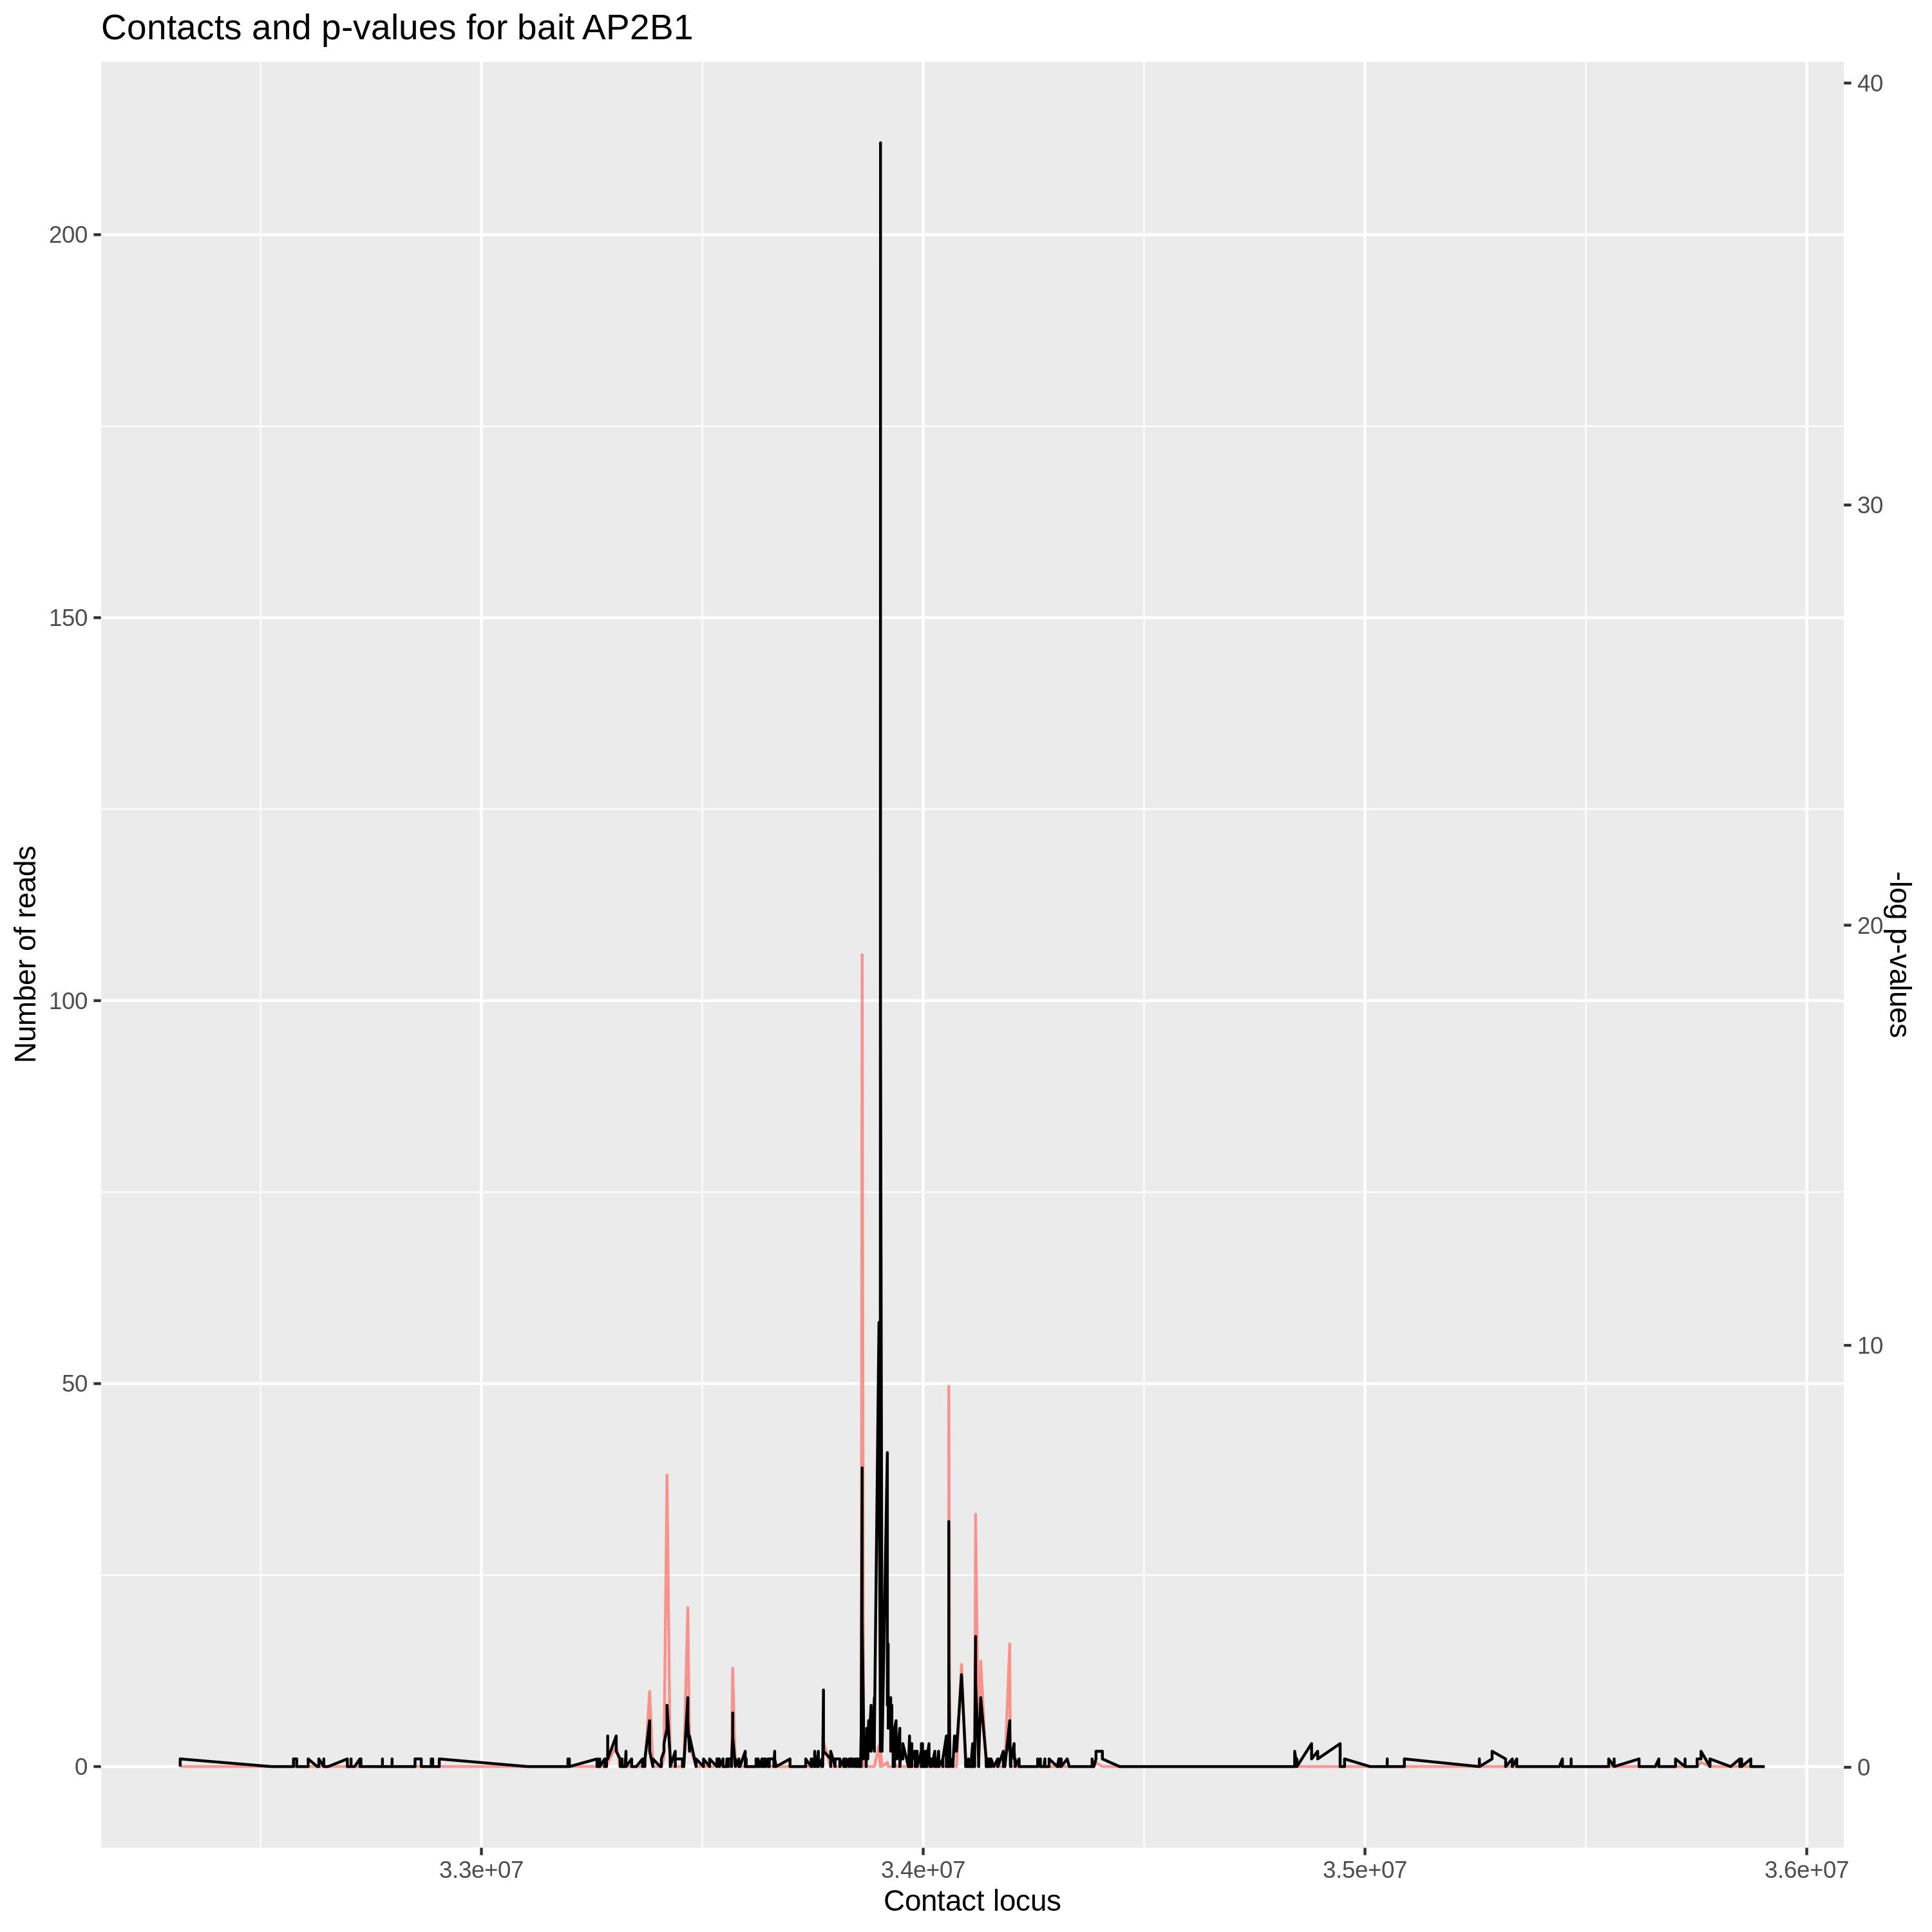 Contacts and p-values for bait AP2B1
Number of reads
200
150
100
50
0
40
30
20
10
0
-log p-values
3.3e+07
3.4e+07
3.5e+07
3.6e+07
Contact locus